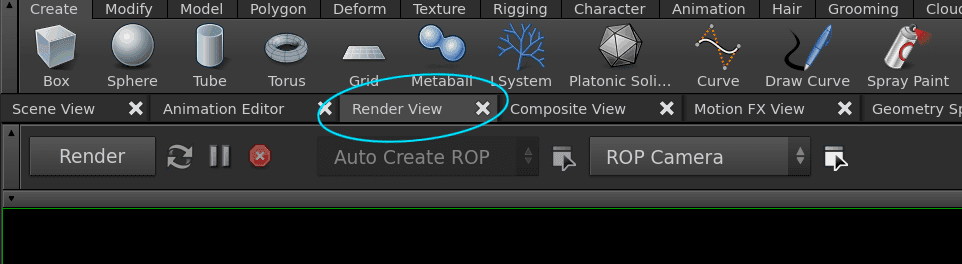 Create Modify Model Polygon Deform Texture Rigging Character Animation Hair Grooming Clou
Box Sphere Tube Torus Grid Metaball LSystem Platonic Soli... Curve Draw Curve Spray Paint
Scene View Animation Editor Render View Composite View Motion FX View Geometry Sp
Render Auto Create ROP ROP Camera